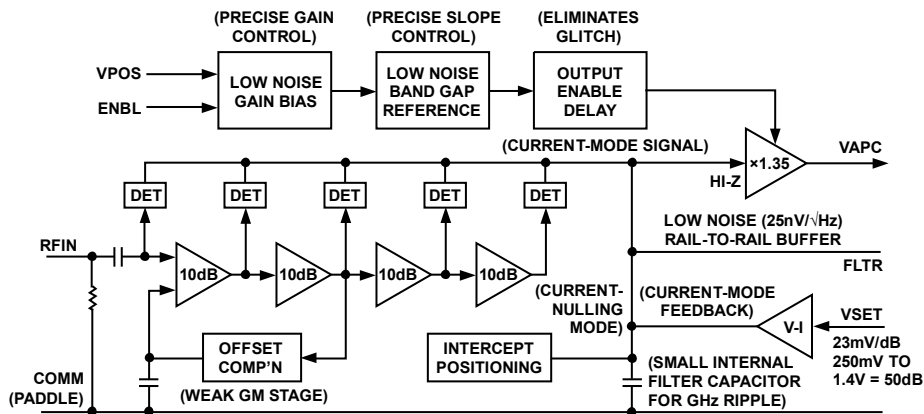 (PRECISE GAIN
CONTROL)
(PRECISE SLOPE
CONTROL)
(ELIMINATES
GLITCH)
VPOS
ENBL
LOW NOISE
GAIN BIAS
LOW NOISE
BAND GAP
REFERENCE
OUTPUT
ENABLE
DELAY
(CURRENT-MODE SIGNAL)
×1.35
VAPC
HI-Z
DET
DET
DET
DET
DET
LOW NOISE (25nV/√Hz)
RAIL-TO-RAIL BUFFER
FLTR
RFIN
10dB
10dB
10dB
10dB
(CURRENT-
NULLING
MODE)
(CURRENT-MODE
FEEDBACK)
V-I
VSET
23mV/dB
250mV TO
1.4V = 50dB
OFFSET
COMP'N
(WEAK GM STAGE)
INTERCEPT
POSITIONING
(SMALL INTERNAL
FILTER CAPACITOR
FOR GHz RIPPLE)
COMM
(PADDLE)